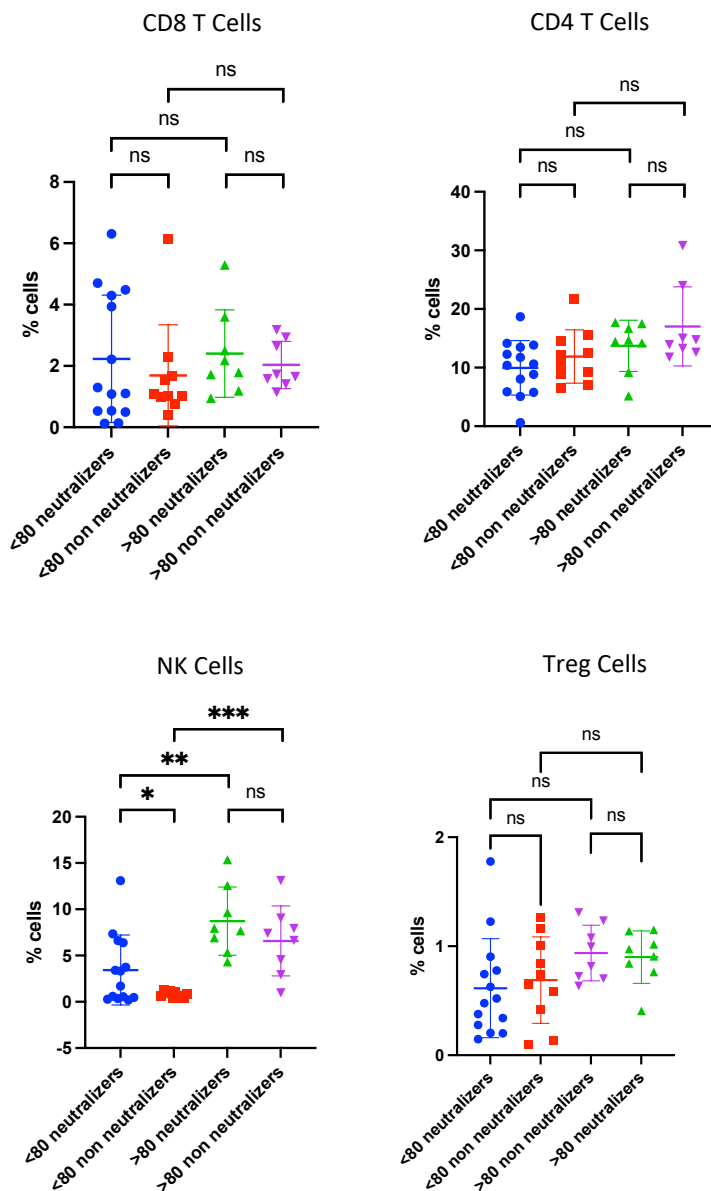 CD8 T Cells
ns
ns
ns
ns
8
6
4
2
0
% cells
<80 neutralizers
<80 non neutralizers
>80 neutralizers
>80 non neutralizers
CD4 T Cells
ns
ns
ns
ns
40
30
20
10
0
% cells
<80 neutralizers
<80 non neutralizers
>80 neutralizers
>80 non neutralizers
NK Cells
***
**
*
ns
20
15
10
5
0
-5
% cells
<80 neutralizers
<80 non neutralizers
>80 neutralizers
>80 non neutralizers
Treg Cells
ns
ns
ns
ns
2
1
0
% cells
<80 neutralizers
<80 non neutralizers
>80 non neutralizers
>80 neutralizers